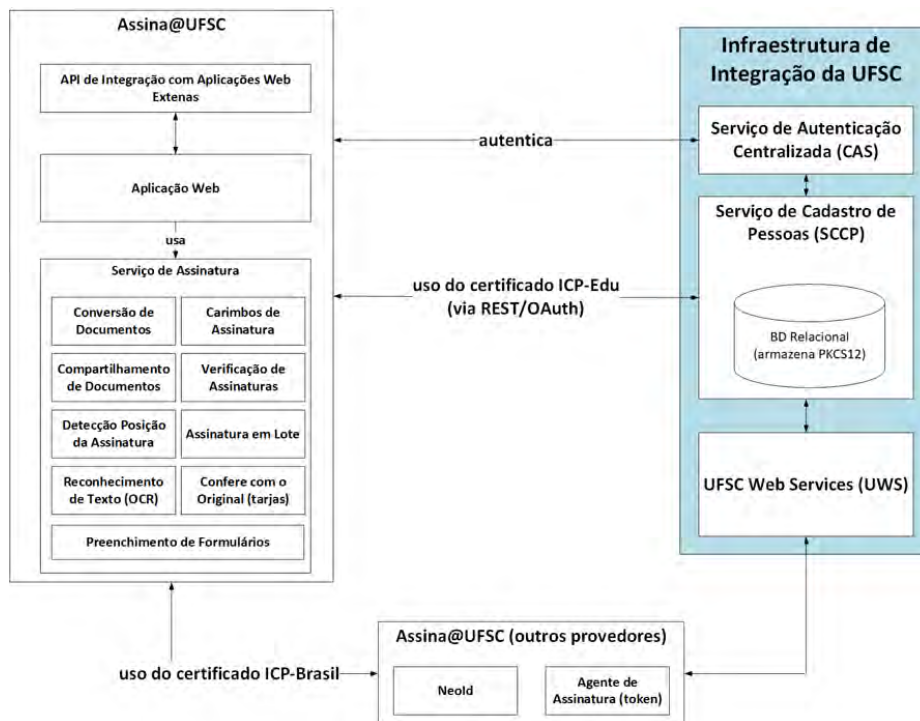 Assina@UFSC
API de Integração com Aplicações Web
Extenas
Aplicação Web
usa
Serviço de Assinatura
Conversão de
Documentos
Carimbos de
Assinatura
Compartilhamento
de Documentos
Verificação de
Assinaturas
Detecção Posição
da Assinatura
Assinatura em Lote
Reconhecimento
de Texto (OCR)
Confere com o
Original (tarjas)
Preenchimento de Formulários
autentica
uso do certificado ICP-Edu
(via REST/OAuth)
Infraestrutura de
Integração da UFSC
Serviço de Autenticação
Centralizada (CAS)
Serviço de Cadastro de
Pessoas (SCCP)
BD Relacional
(armazena PKCS12)
UFSC Web Services (UWS)
uso do certificado ICP-Brasil
Assina@UFSC (outros provedores)
NeoId
Agente de
Assinatura (token)